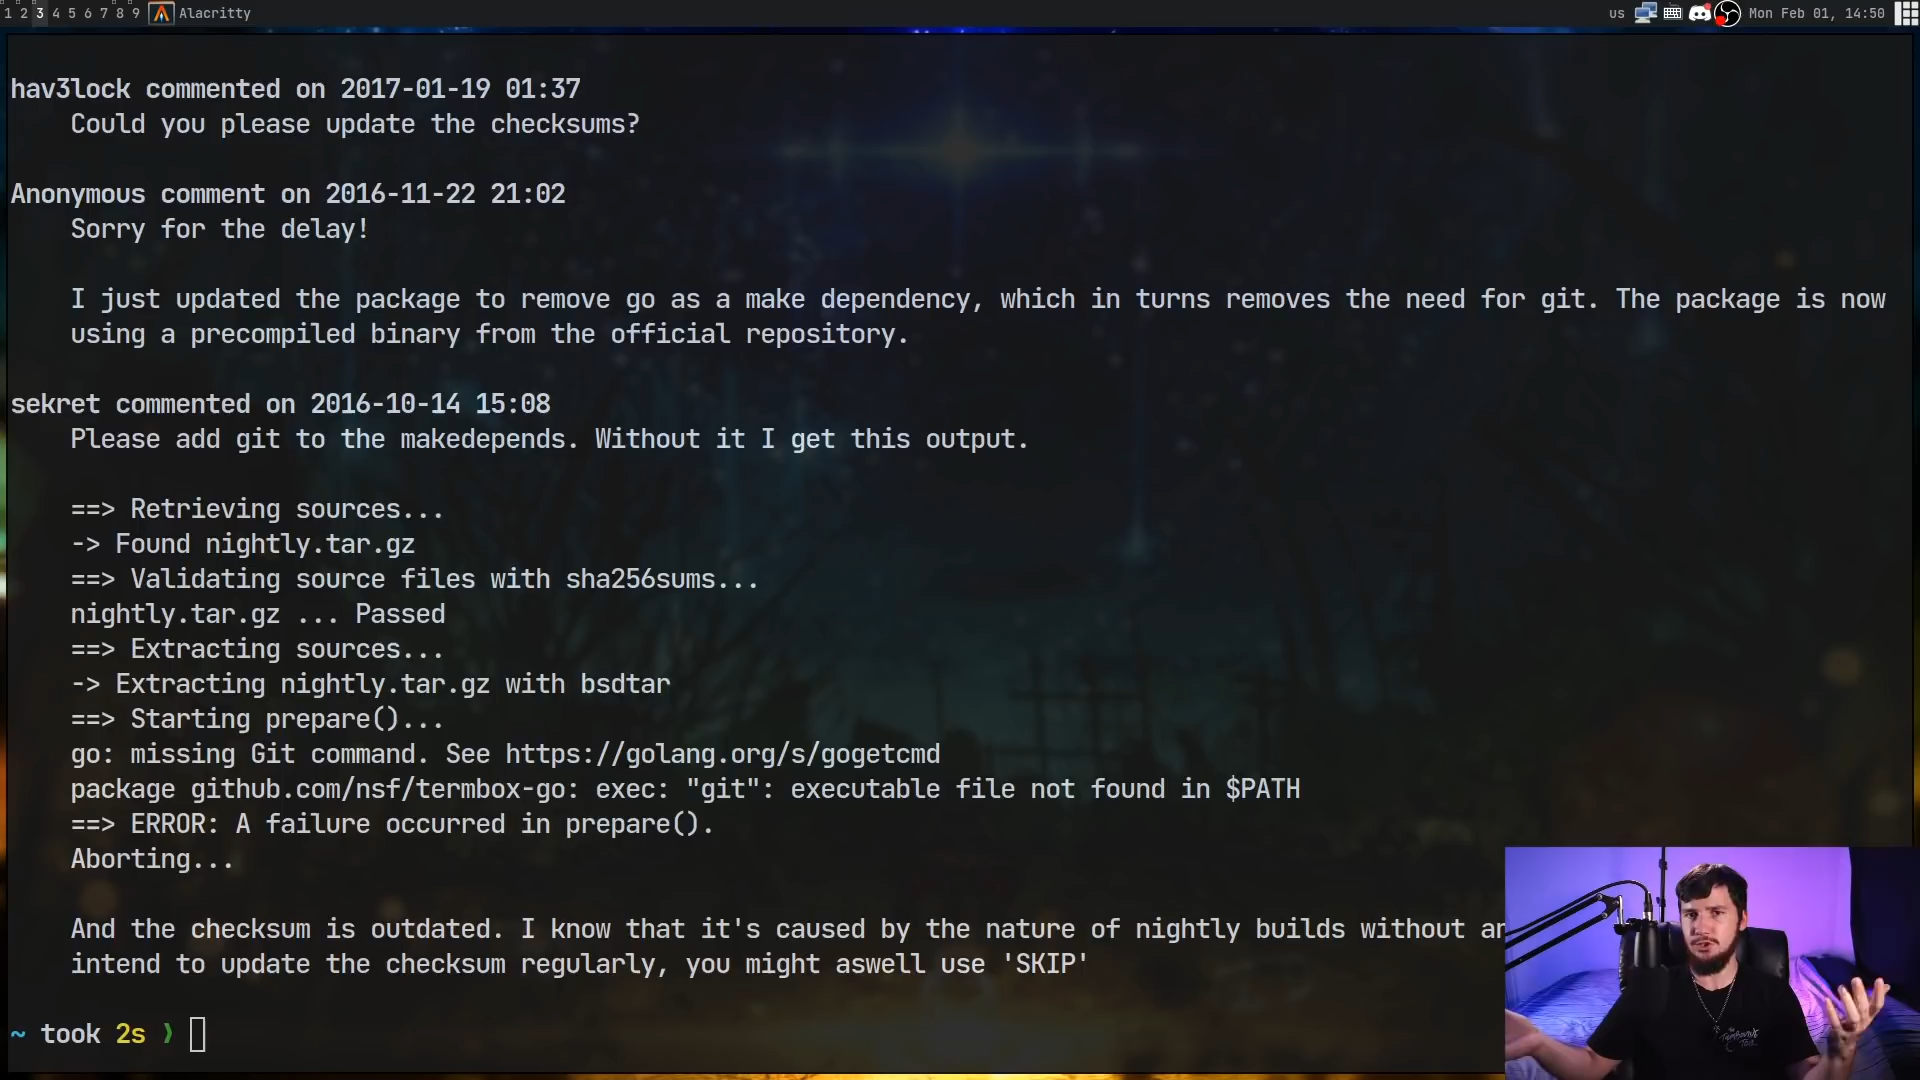 1 2 3 4 5 6 7 8 9 Alacritty us Mon Feb 01, 14:50
hav3lock commented on 2017-01-19 01:37
Could you please update the checksums?
Anonymous comment on 2016-11-22 21:02
Sorry for the delay!
I just updated the package to remove go as a make dependency, which in turns removes the need for git. The package is now
using a precompiled binary from the official repository.
sekret commented on 2016-10-14 15:08
Please add git to the makedepends. Without it I get this output.
==> Retrieving sources...
-> Found nightly.tar.gz
==> Validating source files with sha256sums...
nightly.tar.gz ... Passed
==> Extracting sources...
-> Extracting nightly.tar.gz with bsdtar
==> Starting prepare()...
go: missing Git command. See https://golang.org/s/gogetcmd
package github.com/nsf/termbox-go: exec: "git": executable file not found in $PATH
==> ERROR: A failure occurred in prepare().
Aborting...
And the checksum is outdated. I know that it's caused by the nature of nightly builds without
intend to update the checksum regularly, you might aswell use 'SKIP'
~ took 2s ❯